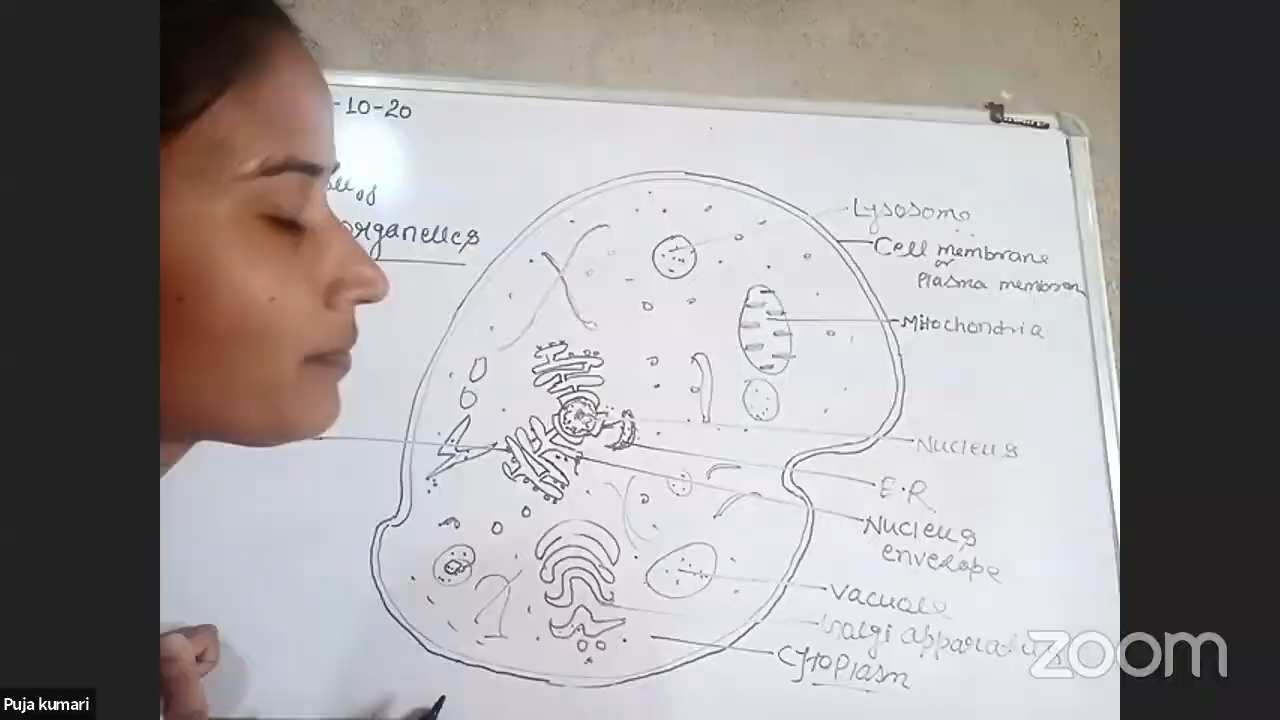 -10-20
organelles
Lysosome
Cell membrane
or
Plasma membran
Mitochondria
Nucleus
E.R
Nucleus
envelope
Vacuole
Golgi apparatus
Cytoplasm
zoom
Puja kumari